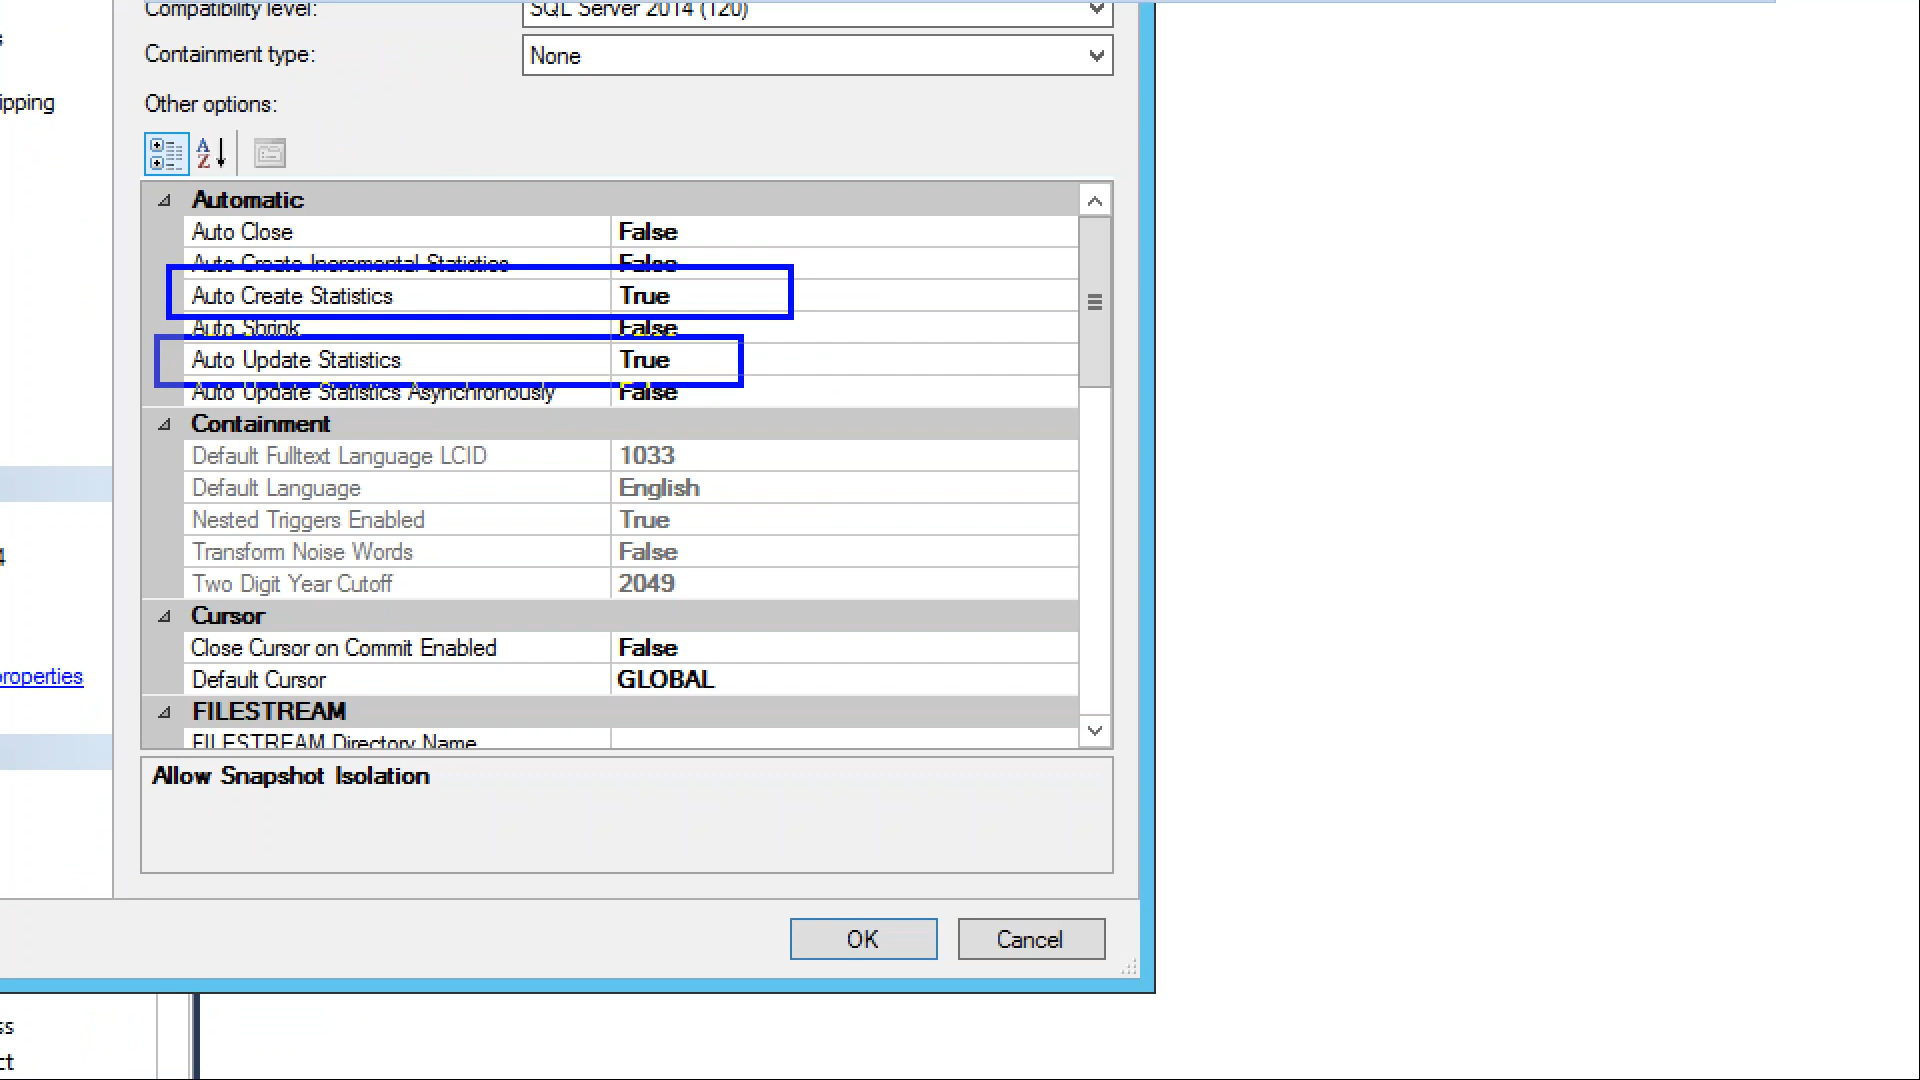 Compatibility level: SQL Server 2014 (120)
Containment type: None
ipping
Other options:
Automatic
Auto Close False
Auto Create Incremental Statistics False
Auto Create Statistics True
Auto Shrink False
Auto Update Statistics True
Auto Update Statistics Asynchronously False
Containment
Default Fulltext Language LCID 1033
Default Language English
Nested Triggers Enabled True
Transform Noise Words False
Two Digit Year Cutoff 2049
Cursor
Close Cursor on Commit Enabled False
roperties
Default Cursor GLOBAL
FILESTREAM
FILESTREAM Directory Name
Allow Snapshot Isolation
OK Cancel
ss
ct